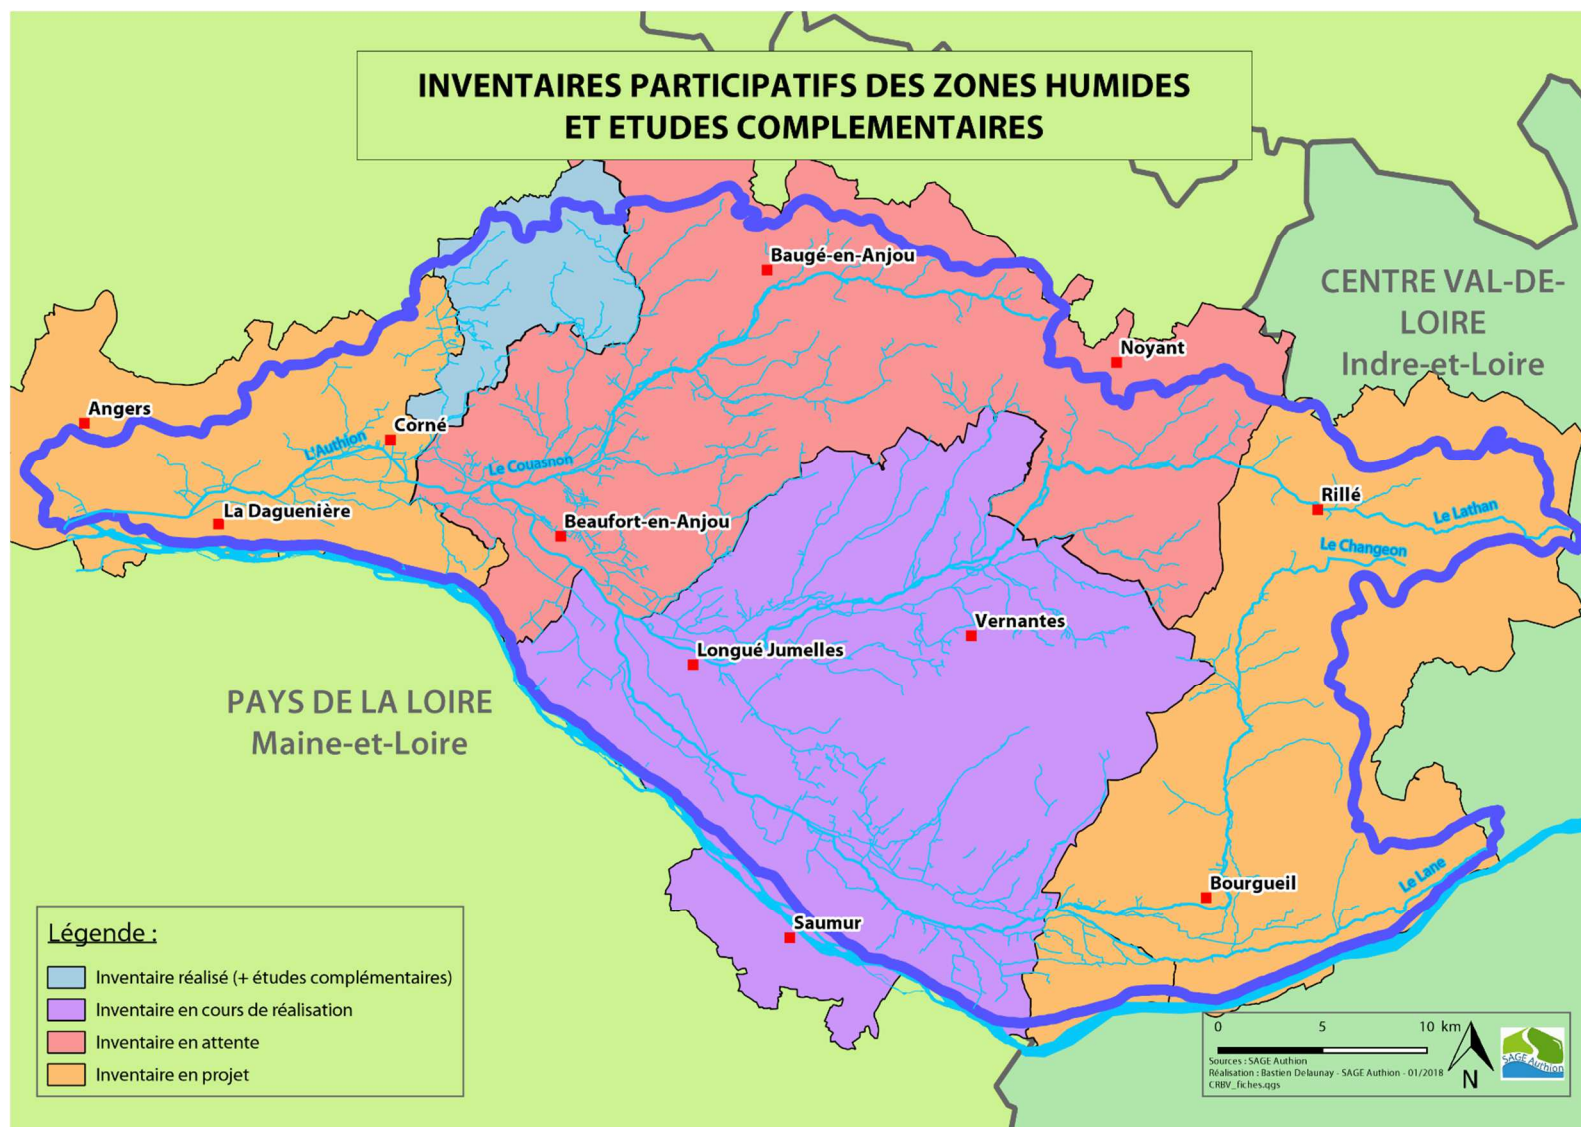 INVENTAIRES PARTICIPATIFS DES ZONES HUMIDES
ET ETUDES COMPLEMENTAIRES
Baugé-en-Anjou
CENTRE VAL-DE-
LOIRE
Indre-et-Loire
Noyant
Angers
Corné
L'Authion
Le Couasnon
La Daguenière
Beaufort-en-Anjou
Rillé
Le Lathan
Le Changeon
Vernantes
Longué Jumelles
PAYS DE LA LOIRE
Maine-et-Loire
Bourgueil
Le Lane
Saumur
Légende :
Inventaire réalisé (+ études complémentaires)
Inventaire en cours de réalisation
Inventaire en attente
Inventaire en projet
0 5 10 km
Sources : SAGE Authion
Réalisation : Bastien Delaunay - SAGE Authion - 01/2018
CRBV_fiches.qgs
N
SAGE Authion